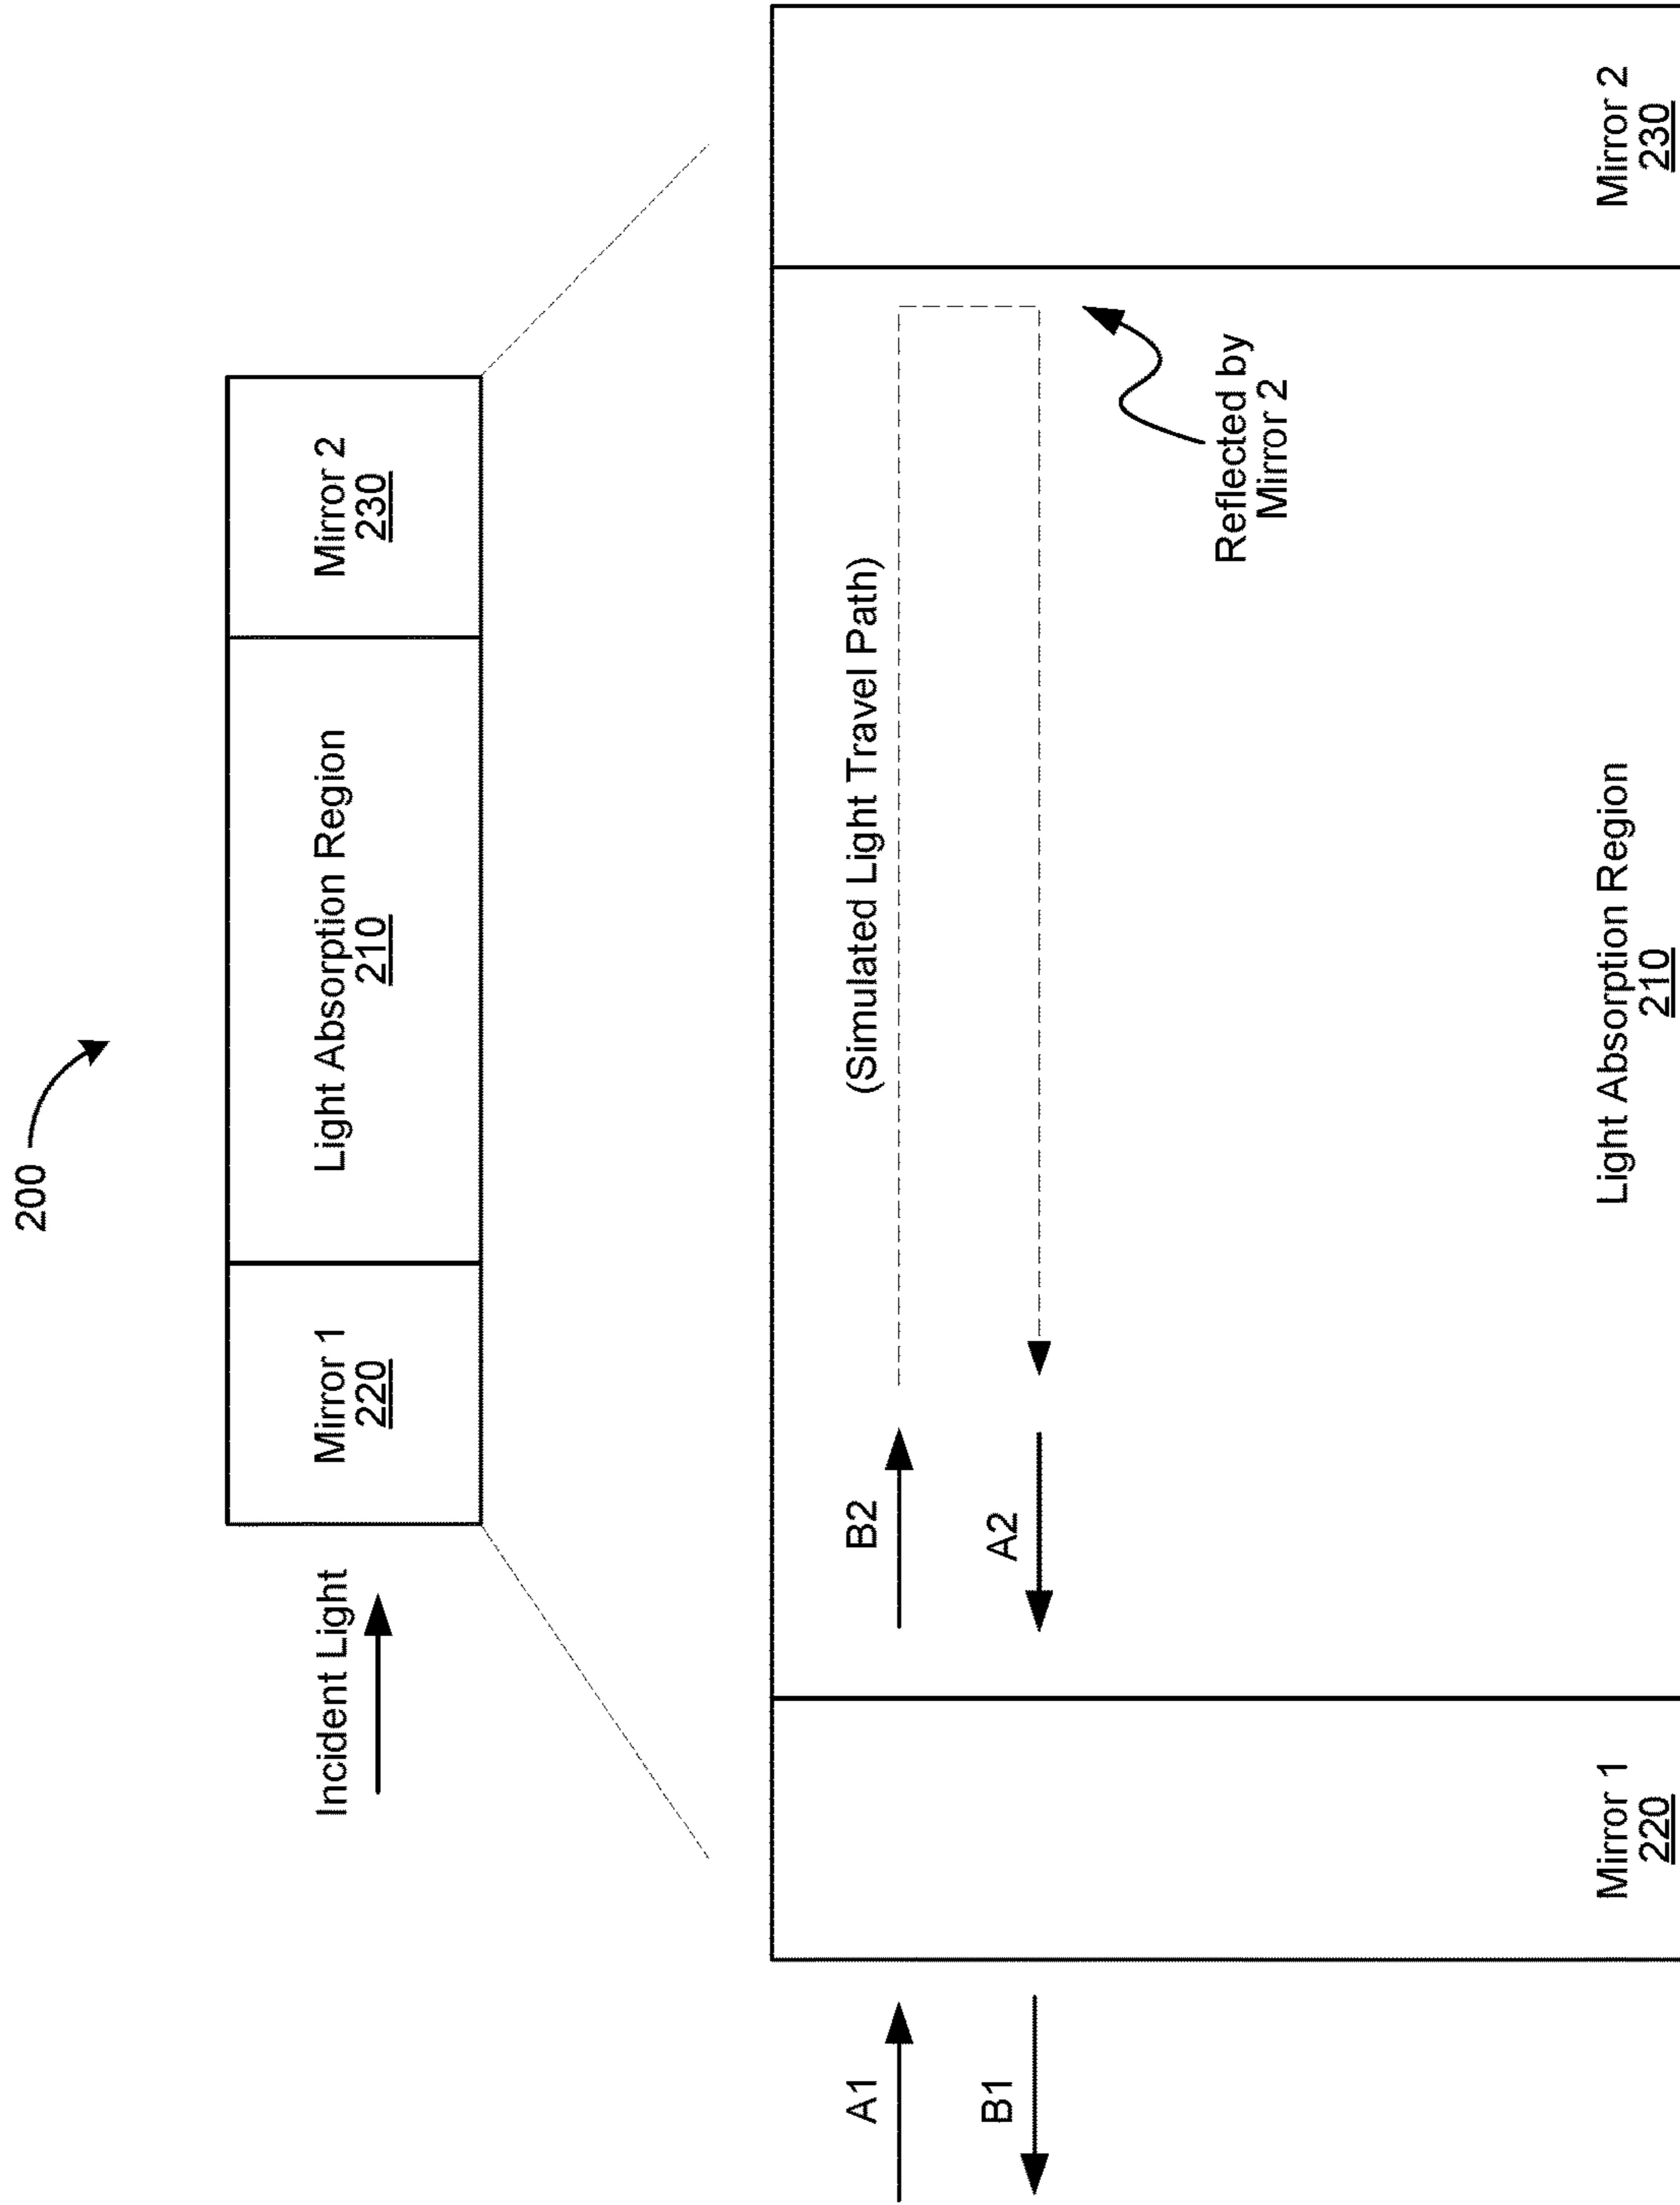 200
Incident Light
Mirror 1
220
Light Absorption Region
210
Mirror 2
230
A1
B1
B2
A2
(Simulated Light Travel Path)
Reflected by
Mirror 2
Mirror 1
220
Light Absorption Region
210
Mirror 2
230